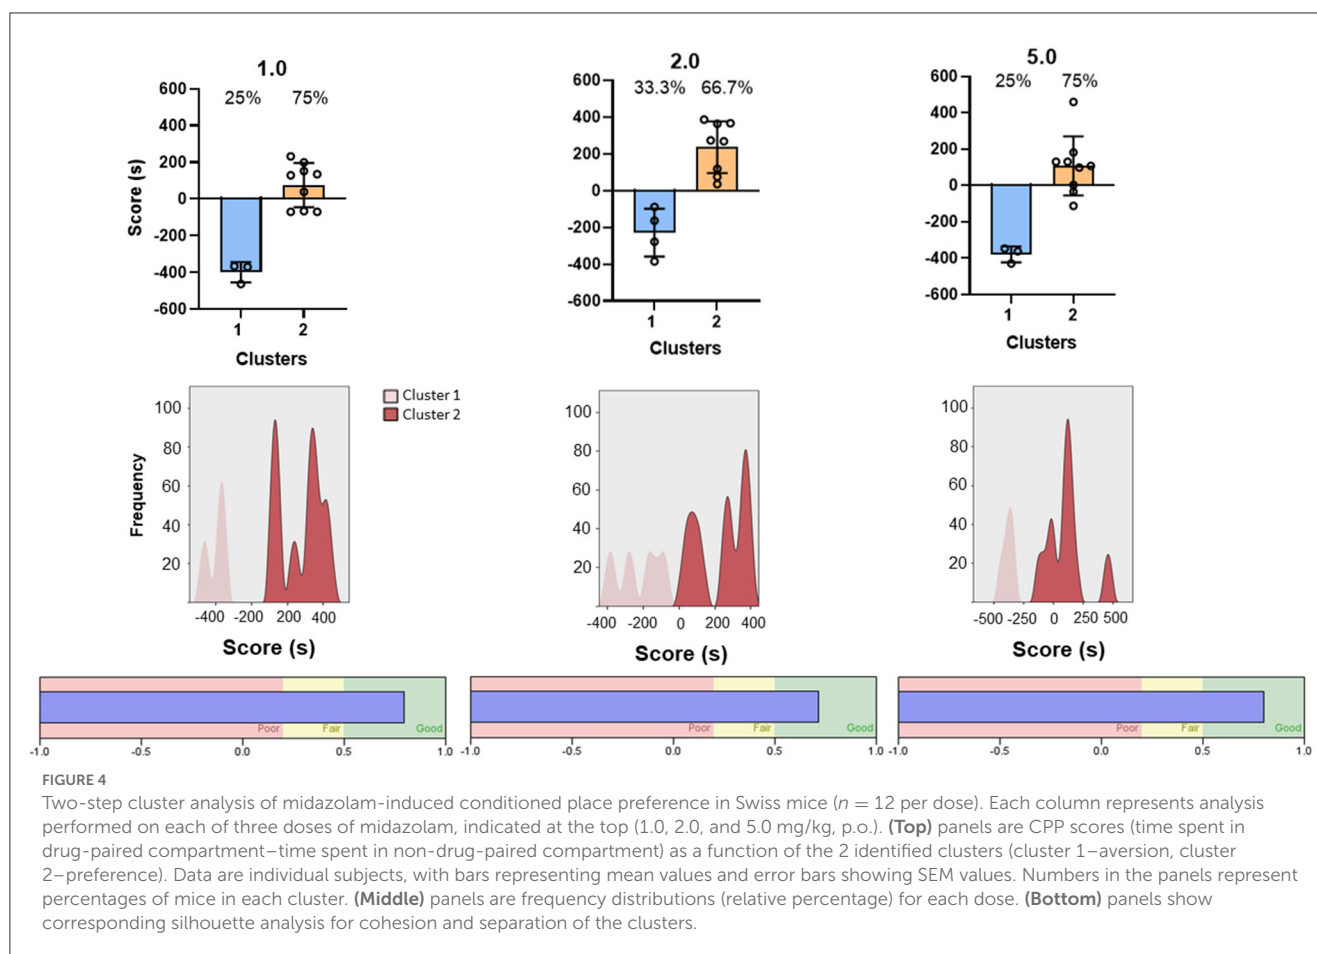 1.0
2.0
5.0
25% 75%
33.3% 66.7%
25% 75%
Score (s)
600
400
200
0
-200
-400
-600
1 2
Clusters
600
400
200
0
-200
-400
-600
1 2
Clusters
600
400
200
0
-200
-400
-600
1 2
Clusters
Cluster 1
Cluster 2
Frequency
100
80
60
40
20
-400 -200 200 400
Score (s)
100
80
60
40
20
-400 -200 0 200 400
Score (s)
100
80
60
40
20
-500 -250 0 250 500
Score (s)
Poor Fair Good
-1.0 -0.5 0.0 0.5 1.0
Poor Fair Good
-1.0 -0.5 0.0 0.5 1.0
Poor Fair Good
-1.0 -0.5 0.0 0.5 1.0
FIGURE 4
Two-step cluster analysis of midazolam-induced conditioned place preference in Swiss mice (n = 12 per dose). Each column represents analysis
performed on each of three doses of midazolam, indicated at the top (1.0, 2.0, and 5.0 mg/kg, p.o.). (Top) panels are CPP scores (time spent in
drug-paired compartment–time spent in non-drug-paired compartment) as a function of the 2 identified clusters (cluster 1–aversion, cluster
2–preference). Data are individual subjects, with bars representing mean values and error bars showing SEM values. Numbers in the panels represent
percentages of mice in each cluster. (Middle) panels are frequency distributions (relative percentage) for each dose. (Bottom) panels show
corresponding silhouette analysis for cohesion and separation of the clusters.